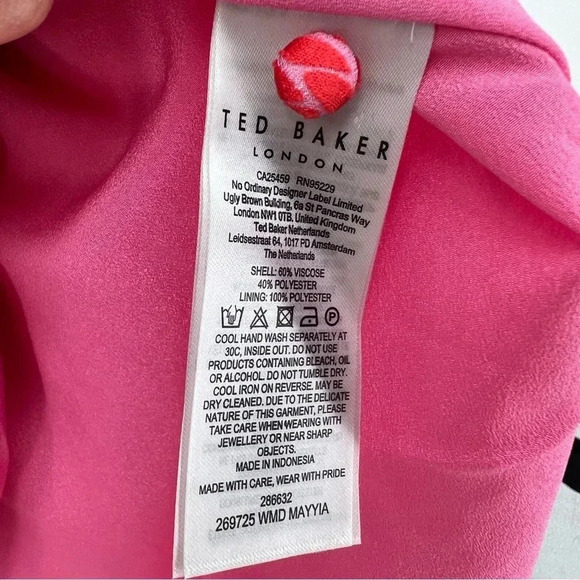 TED BAKER
LONDON
CA25459 RN95229
No Ordinary Designer Label Limited
Ugly Brown Building, 6a St Pancras Way
London NW1 0TB. United Kingdom
Ted Baker Netherlands
Leidsestraat 64, 1017 PD Amsterdam
The Netherlands
SHELL: 60% VISCOSE
40% POLYESTER
LINING: 100% POLYESTER
COOL HAND WASH SEPARATELY AT
30C, INSIDE OUT. DO NOT USE
PRODUCTS CONTAINING BLEACH, OIL
OR ALCOHOL. DO NOT TUMBLE DRY.
COOL IRON ON REVERSE. MAY BE
DRY CLEANED. DUE TO THE DELICATE
NATURE OF THIS GARMENT, PLEASE
TAKE CARE WHEN WEARING WITH
JEWELLERY OR NEAR SHARP
OBJECTS.
MADE IN INDONESIA
MADE WITH CARE, WEAR WITH PRIDE
286632
269725 WMD MAYYIA